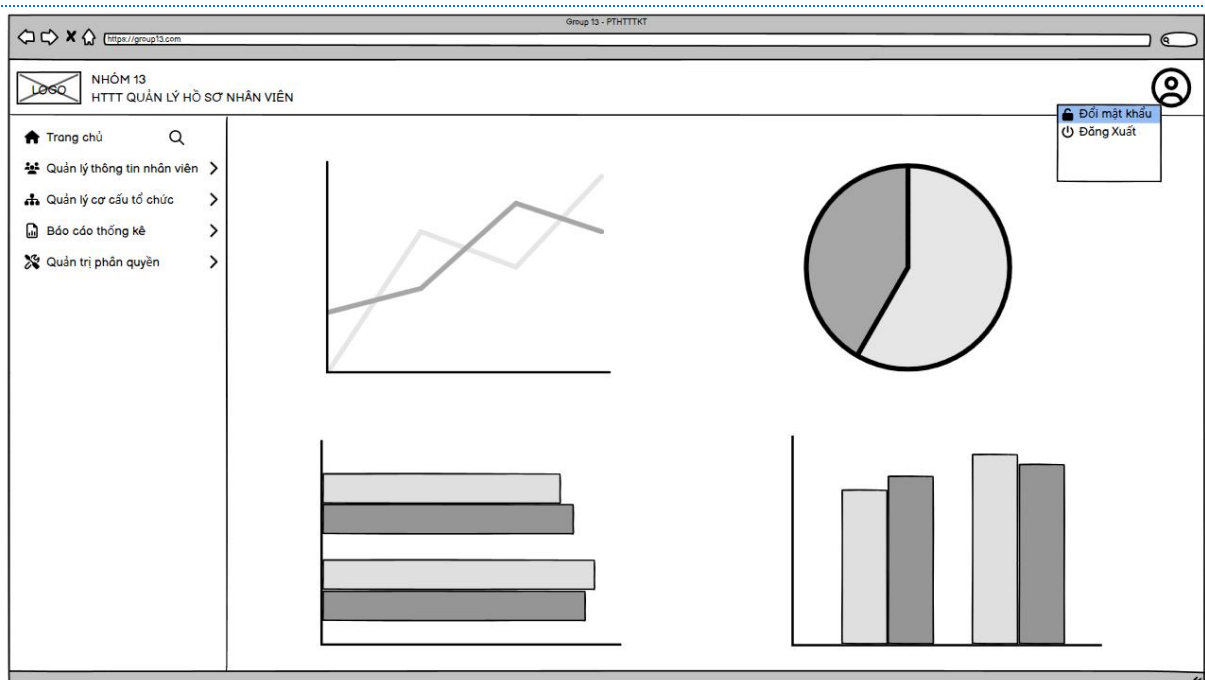 Group 13 - PTHTTTKT
https://group13.com
LOGO
NHÓM 13
HTTT QUẢN LÝ HỒ SƠ NHÂN VIÊN
Đổi mật khẩu
Đăng Xuất
Trang chủ
Quản lý thông tin nhân viên
Quản lý cơ cấu tổ chức
Báo cáo thống kê
Quản trị phân quyền